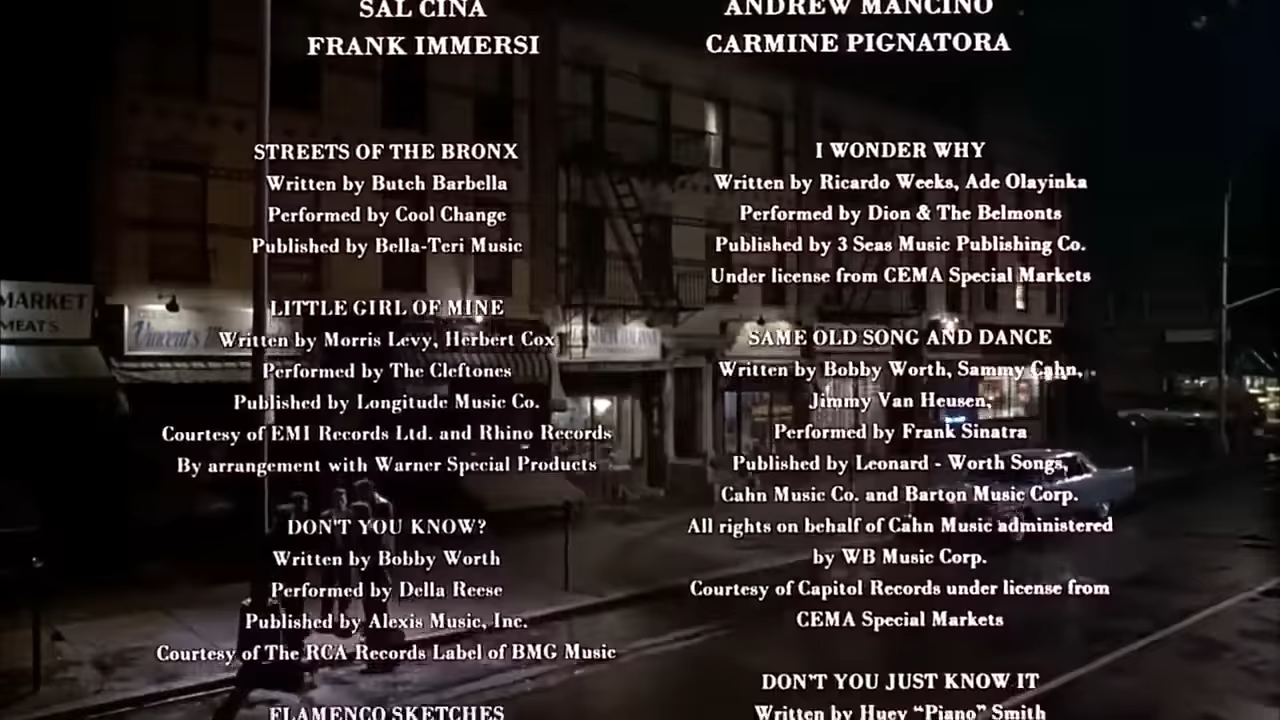 SAL CINA
FRANK IMMERSI
STREETS OF THE BRONX
Written by Butch Barbella
Performed by Cool Change
Published by Bella-Teri Music
LITTLE GIRL OF MINE
Written by Morris Levy, Herbert Cox
Performed by The Cleftones
Published by Longitude Music Co.
Courtesy of EMI Records Ltd. and Rhino Records
By arrangement with Warner Special Products
DON'T YOU KNOW?
Written by Bobby Worth
Performed by Della Reese
Published by Alexis Music, Inc.
Courtesy of The RCA Records Label of BMG Music
FLAMENCO SKETCHES
ANDREW MANCINO
CARMINE PIGNATORA
I WONDER WHY
Written by Ricardo Weeks, Ade Olayinka
Performed by Dion & The Belmonts
Published by 3 Seas Music Publishing Co.
Under license from CEMA Special Markets
SAME OLD SONG AND DANCE
Written by Bobby Worth, Sammy Cahn,
Jimmy Van Heusen,
Performed by Frank Sinatra
Published by Leonard - Worth Songs,
Cahn Music Co. and Barton Music Corp.
All rights on behalf of Cahn Music administered
by WB Music Corp.
Courtesy of Capitol Records under license from
CEMA Special Markets
DON'T YOU JUST KNOW IT
Written by Huey “Piano” Smith
MARKET
MEATS
Vincent's